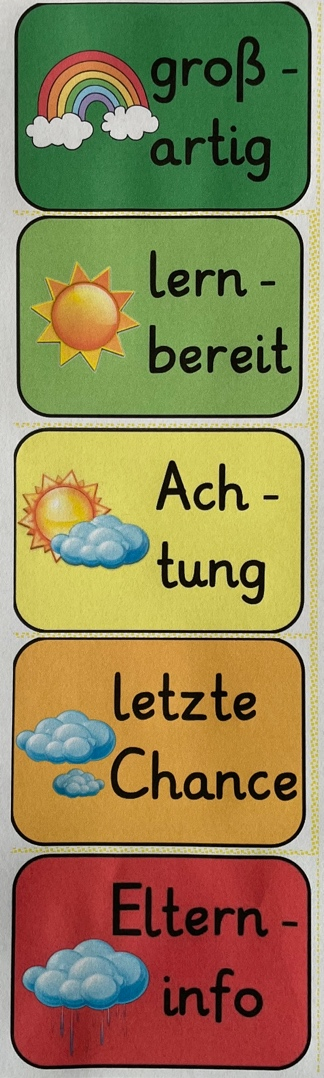 groß -
artig
lern -
bereit
Ach -
tung
letzte
Chance
Eltern -
info